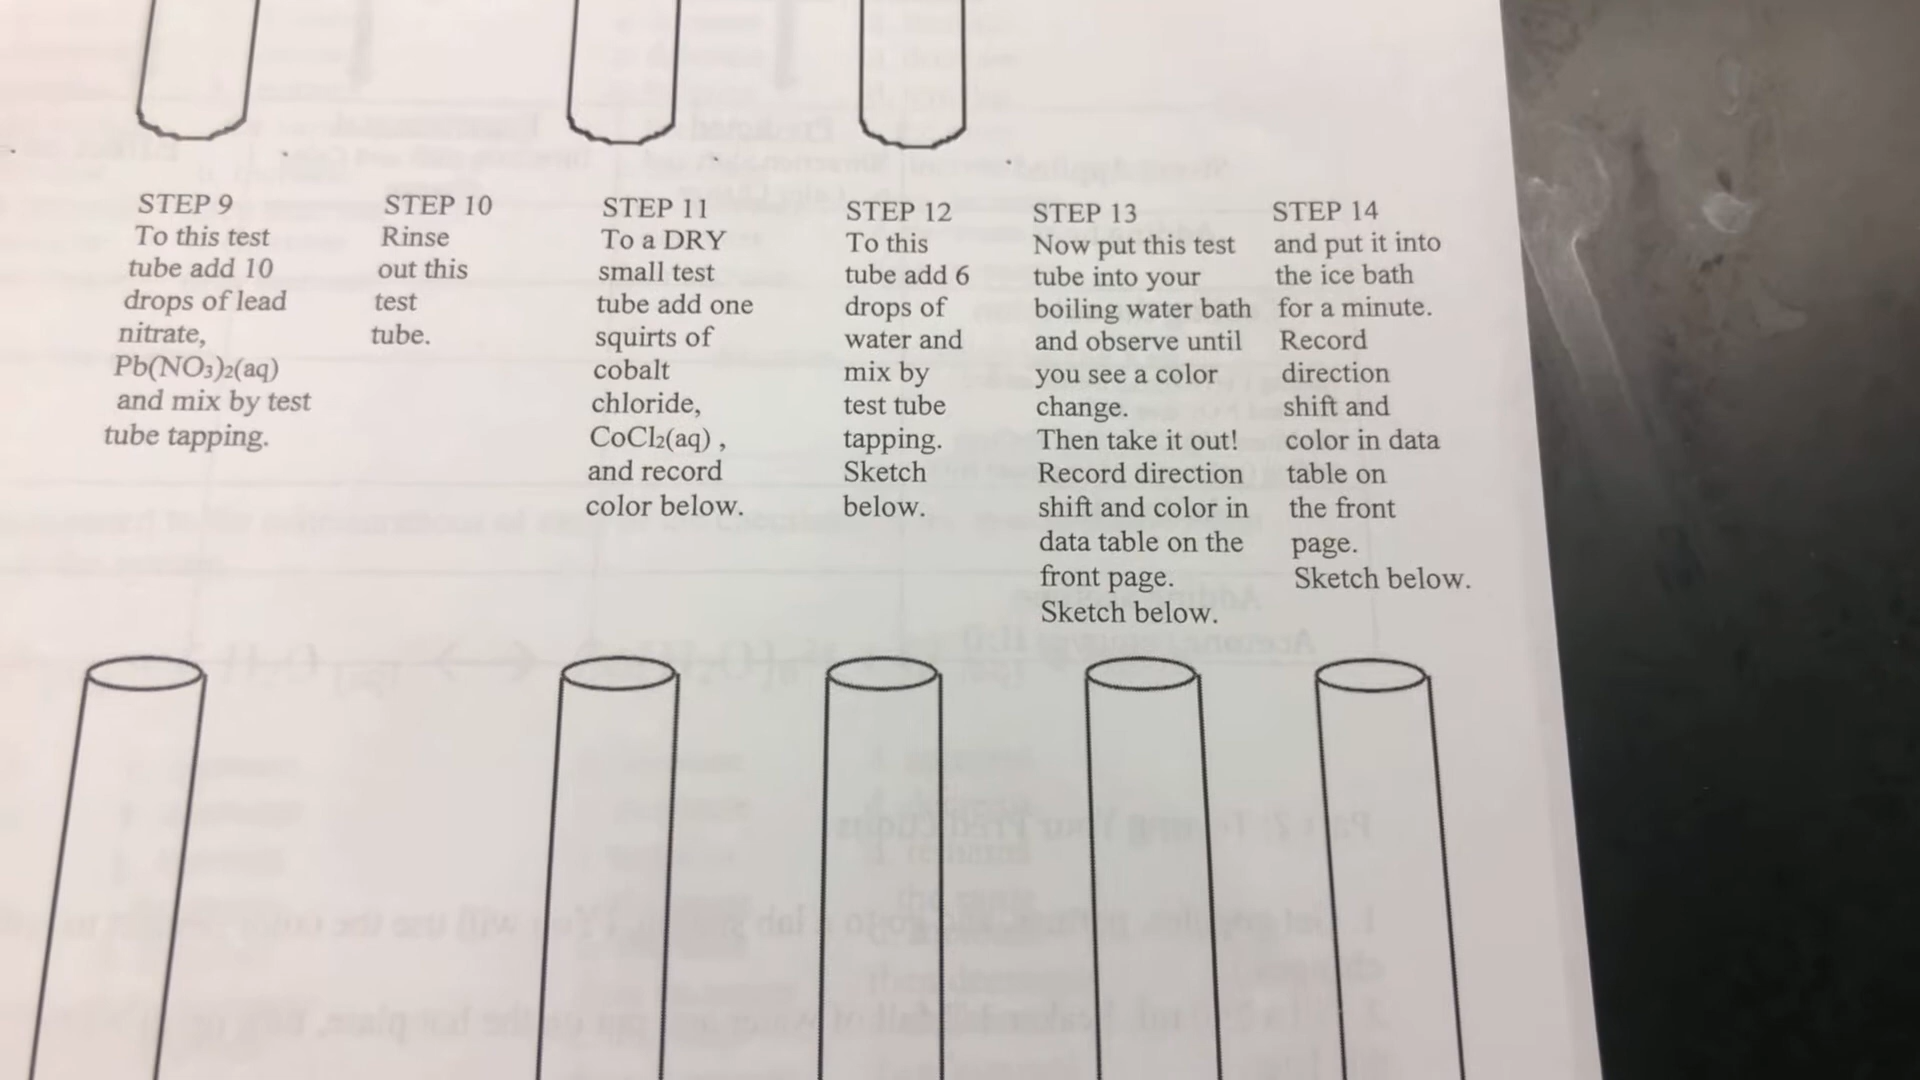 STEP 9
To this test
tube add 10
drops of lead
nitrate,
Pb(NO3)2(aq)
and mix by test
tube tapping.
STEP 10
Rinse
out this
test
tube.
STEP 11
To a DRY
small test
tube add one
squirts of
cobalt
chloride,
CoCl2(aq) ,
and record
color below.
STEP 12
To this
tube add 6
drops of
water and
mix by
test tube
tapping.
Sketch
below.
STEP 13
Now put this test
tube into your
boiling water bath
and observe until
you see a color
change.
Then take it out!
Record direction
shift and color in
data table on the
front page.
Sketch below.
STEP 14
and put it into
the ice bath
for a minute.
Record
direction
shift and
color in data
table on
the front
page.
Sketch below.